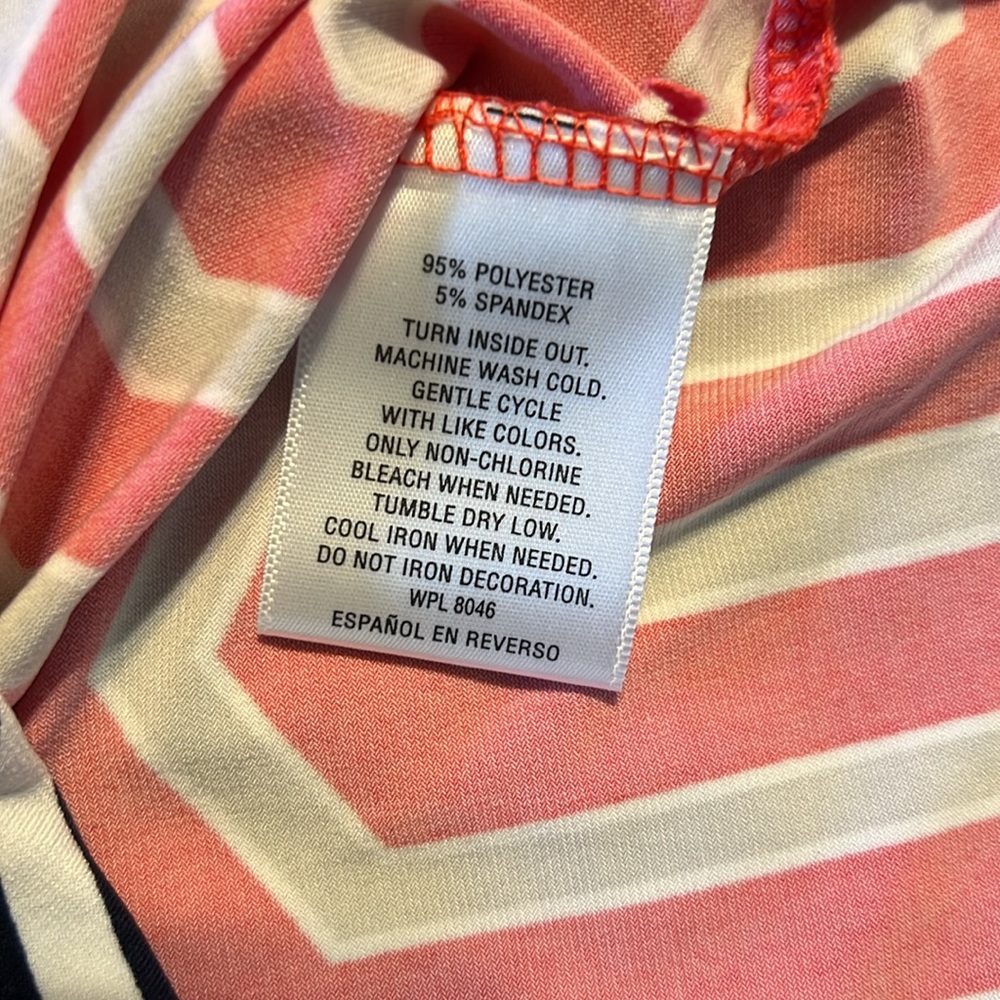 95% POLYESTER
5% SPANDEX
TURN INSIDE OUT.
MACHINE WASH COLD.
GENTLE CYCLE
WITH LIKE COLORS.
ONLY NON-CHLORINE
BLEACH WHEN NEEDED.
TUMBLE DRY LOW.
COOL IRON WHEN NEEDED.
DO NOT IRON DECORATION.
WPL 8046
ESPAÑOL EN REVERSO